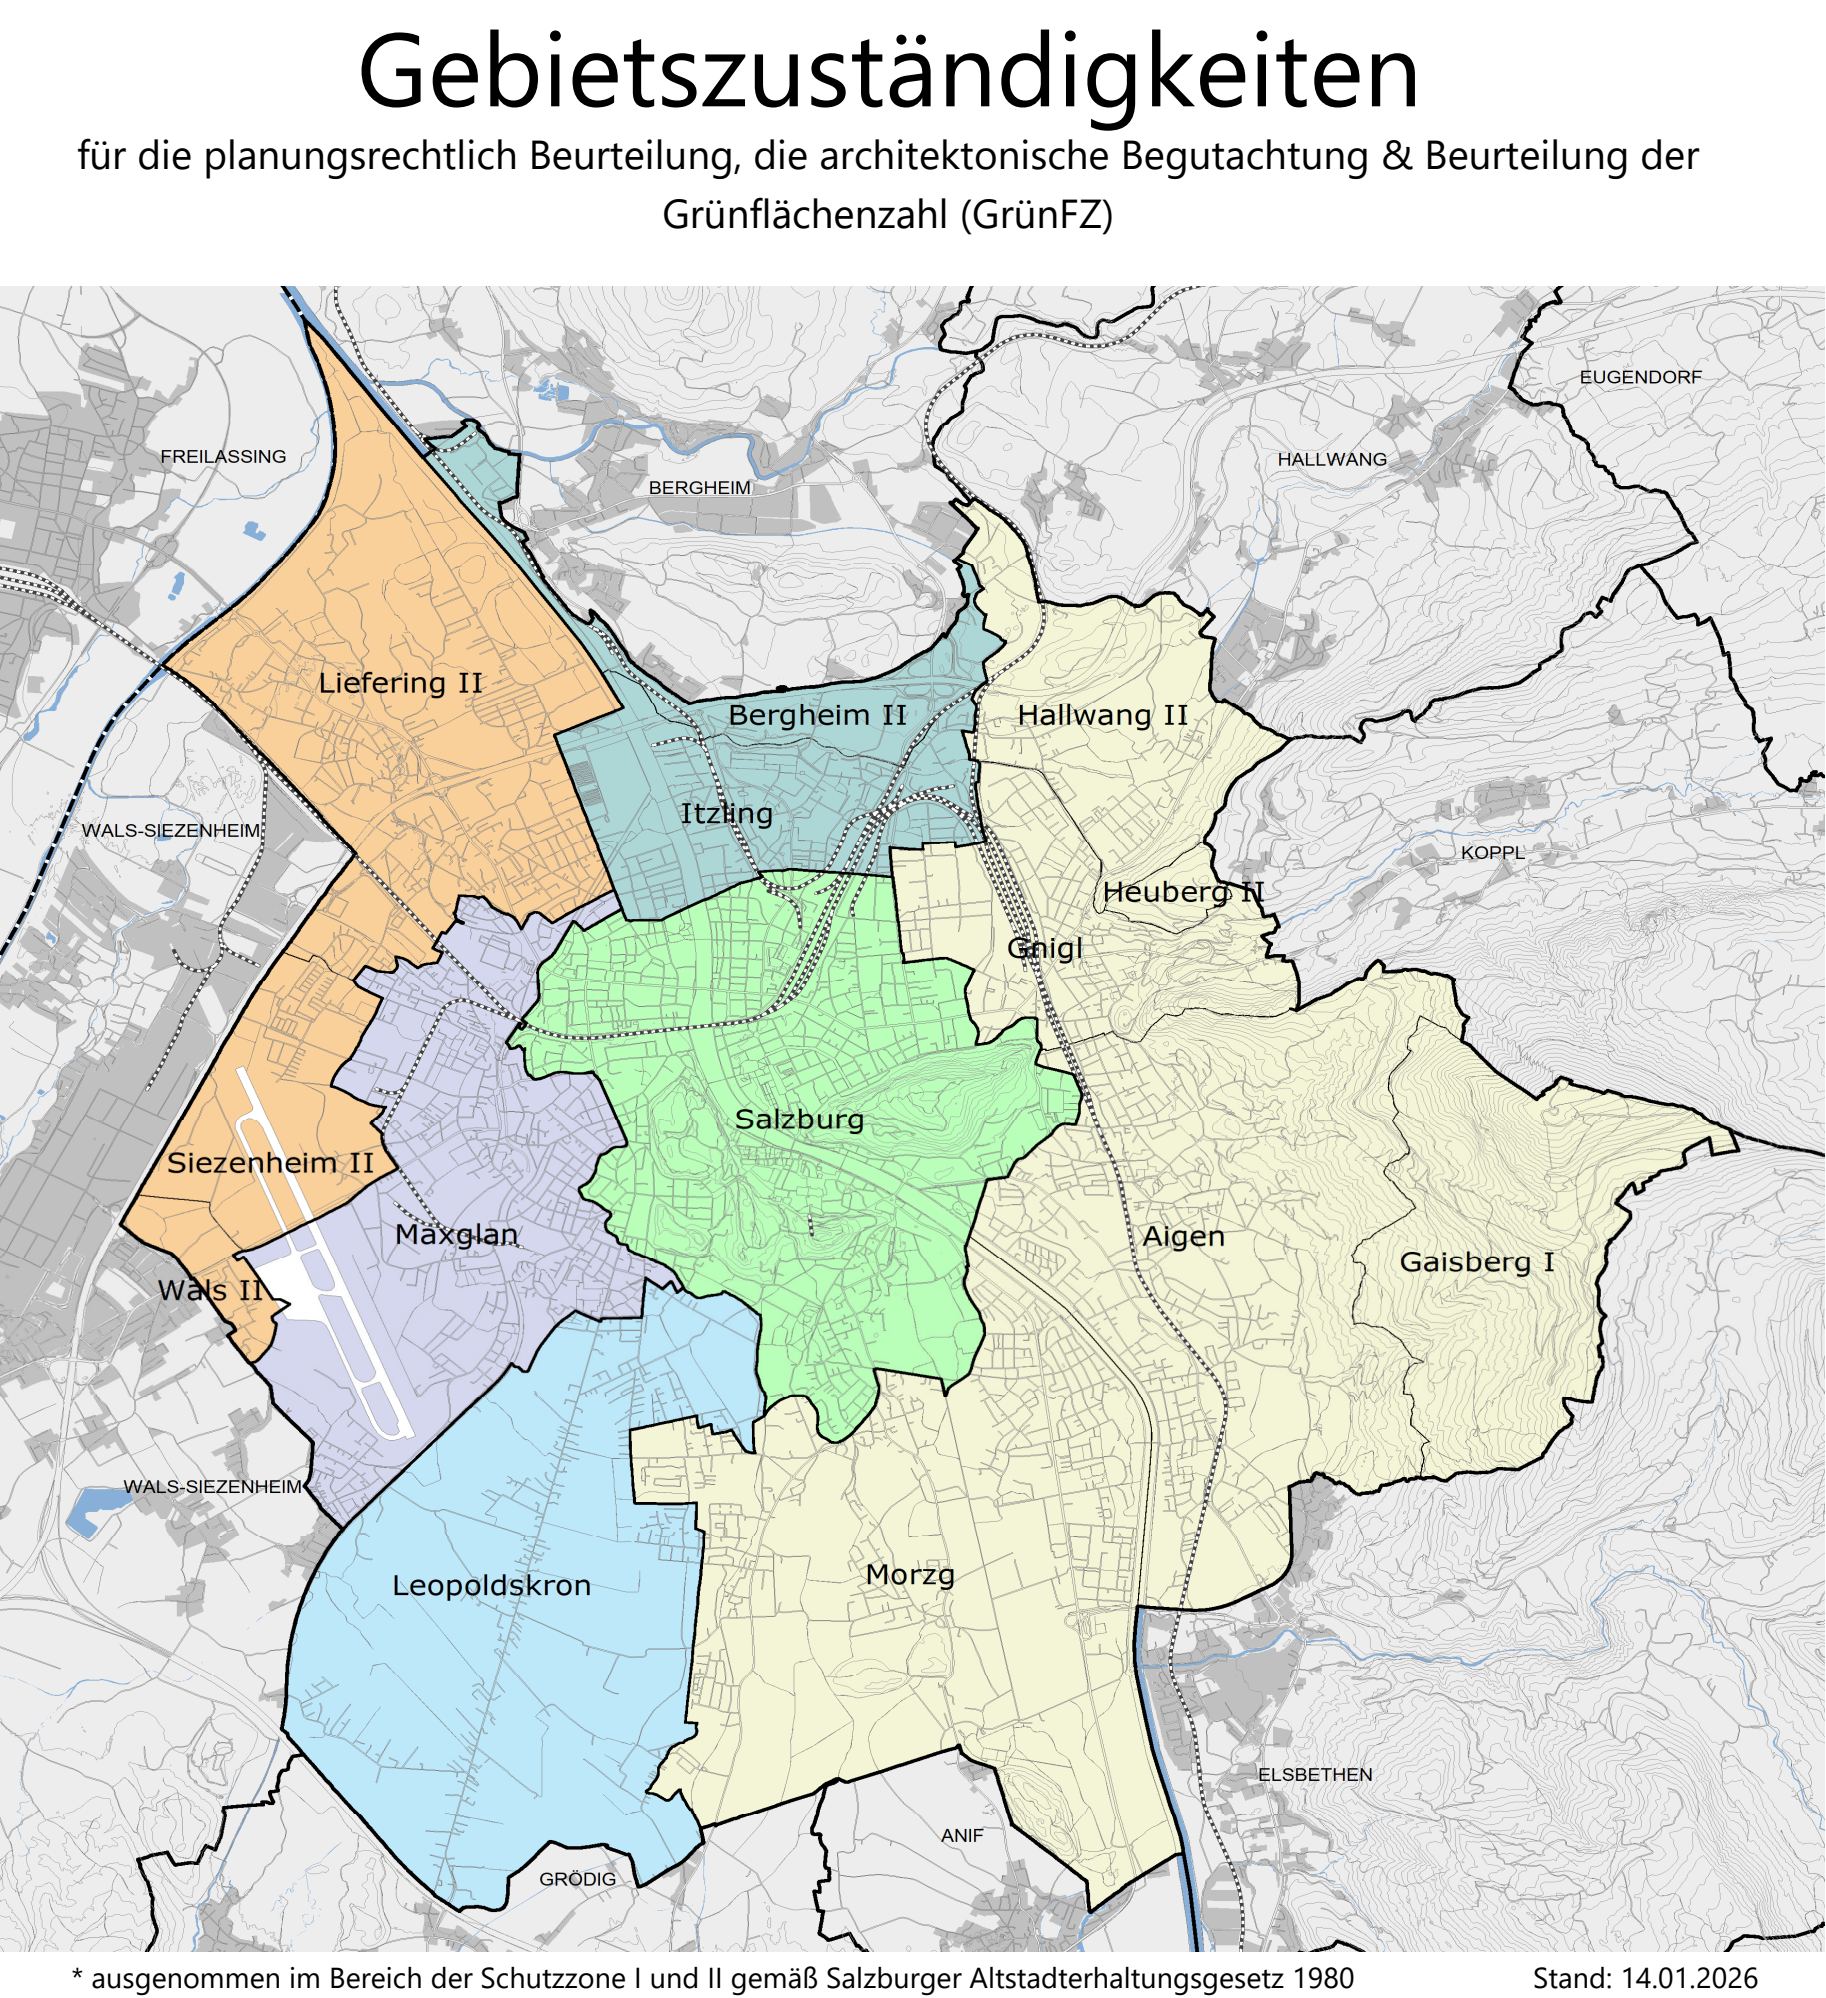 Gebietszuständigkeiten
für die planungsrechtlich Beurteilung, die architektonische Begutachtung & Beurteilung der
Grünflächenzahl (GrünFZ)
EUGENDORF
FREILASSING
HALLWANG
BERGHEIM
Liefering II
Bergheim II
Hallwang II
Itzling
WALS-SIEZENHEIM
KOPPL
Heuberg II
Gnigl
Salzburg
Siezenheim II
Maxglan
Aigen
Gaisberg I
Wals II
WALS-SIEZENHEIM
Leopoldskron
Morzg
ELSBETHEN
ANIF
GRÖDIG
* ausgenommen im Bereich der Schutzzone I und II gemäß Salzburger Altstadterhaltungsgesetz 1980
Stand: 14.01.2026